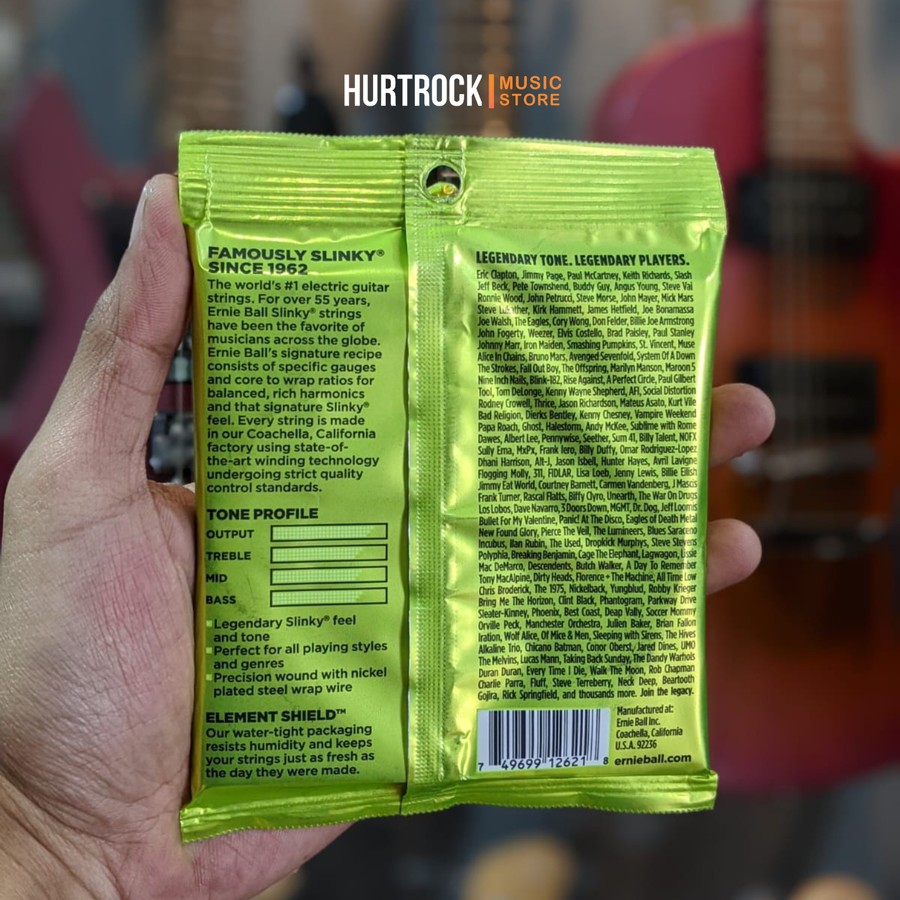 HURTROCK
MUSIC
STORE
FAMOUSLY SLINKY®
SINCE 1962
The world's #1 electric guitar
strings. For over 55 years,
Ernie Ball Slinky® strings
have been the favorite of
musicians across the globe.
Ernie Ball's signature recipe
consists of specific gauges
and core to wrap ratios for
balanced, rich harmonics
and that signature Slinky®
feel. Every string is made
in our Coachella, California
factory using state-of-
the-art winding technology
undergoing strict quality
control standards.
TONE PROFILE
OUTPUT
TREBLE
MID
BASS
Legendary Slinky® feel
and tone
Perfect for all playing styles
and genres
Precision wound with nickel
plated steel wrap wire
ELEMENT SHIELD™
Our water-tight packaging
resists humidity and keeps
your strings just as fresh as
the day they were made.
LEGENDARY TONE. LEGENDARY PLAYERS.
Eric Clapton, Jimmy Page, Paul McCartney, Keith Richards, Slash
Jeff Beck, Pete Townshend, Buddy Guy, Angus Young, Steve Vai
Ronnie Wood, John Petrucci, Steve Morse, John Mayer, Mick Mars
Steve Lukather, Kirk Hammett, James Hetfield, Joe Bonamassa
Joe Walsh, The Eagles, Cory Wong, Don Felder, Billie Joe Armstrong
John Fogerty, Weezer, Elvis Costello, Brad Paisley, Paul Stanley
Johnny Marr, Iron Maiden, Smashing Pumpkins, St. Vincent, Muse
Alice In Chains, Bruno Mars, Avenged Sevenfold, System Of A Down
The Strokes, Fall Out Boy, The Offspring, Marilyn Manson, Maroon 5
Nine Inch Nails, Blink-182, Rise Against, A Perfect Circle, Paul Gilbert
Tool, Tom DeLonge, Kenny Wayne Shepherd, AFI, Social Distortion
Rodney Crowell, Thrice, Jason Richardson, Mateus Asato, Kurt Vile
Bad Religion, Dierks Bentley, Kenny Chesney, Vampire Weekend
Papa Roach, Ghost, Halestorm, Andy McKee, Sublime with Rome
Dawes, Albert Lee, Pennywise, Seether, Sum 41, Billy Talent, NOFX
Sully Erna, MxPx, Frank Iero, Billy Duffy, Omar Rodriguez-Lopez
Dhani Harrison, Alt-J, Jason Isbell, Hunter Hayes, Avril Lavigne
Flogging Molly, 311, FIDLAR, Lisa Loeb, Jenny Lewis, Billie Eilish
Jimmy Eat World, Courtney Barnett, Carmen Vandenberg, J Mascis
Frank Turner, Rascal Flatts, Biffy Clyro, Unearth, The War On Drugs
Los Lobos, Dave Navarro, 3 Doors Down, MGMT, Dr. Dog, Jeff Loomis
Bullet For My Valentine, Panic! At The Disco, Eagles of Death Metal
New Found Glory, Pierce The Veil, The Lumineers, Blues Saraceno
Incubus, Ilan Rubin, The Used, Dropkick Murphys, Steve Stevens
Polyphia, Breaking Benjamin, Cage The Elephant, Lagwagon, Lissie
Mac DeMarco, Descendents, Butch Walker, A Day To Remember
Tony MacAlpine, Dirty Heads, Florence + The Machine, All Time Low
Chris Broderick, The 1975, Nickelback, Yungblud, Robby Krieger
Bring Me The Horizon, Clint Black, Phantogram, Parkway Drive
Sleater-Kinney, Phoenix, Best Coast, Deap Vally, Soccer Mommy
Orville Peck, Manchester Orchestra, Julien Baker, Brian Fallon
Iration, Wolf Alice, Of Mice & Men, Sleeping with Sirens, The Hives
Alkaline Trio, Chicano Batman, Conor Oberst, Jared Dines, UMO
The Melvins, Lucas Mann, Taking Back Sunday, The Dandy Warhols
Duran Duran, Every Time I Die, Walk The Moon, Rob Chapman
Charlie Parra, Fluff, Steve Terreberry, Neck Deep, Beartooth
Gojira, Rick Springfield, and thousands more. Join the legacy.
7 49699 12621 8
Manufactured at:
Ernie Ball Inc.
Coachella, California
U.S.A. 92236
ernieball.com